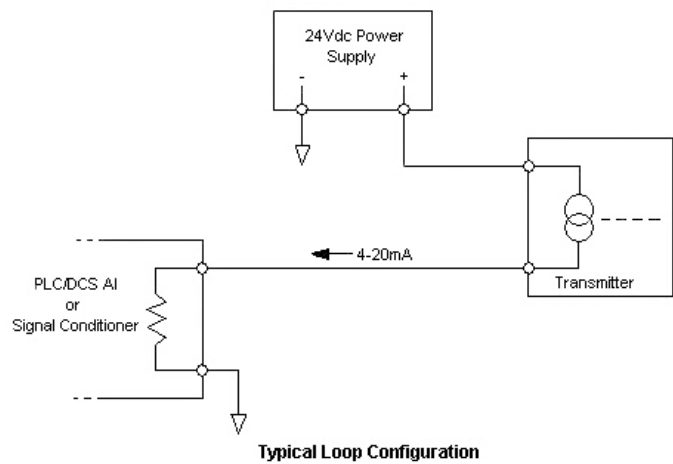 24Vdc Power
Supply
- +
4-20mA
Transmitter
PLC/DCS AI
or
Signal Conditioner
Typical Loop Configuration